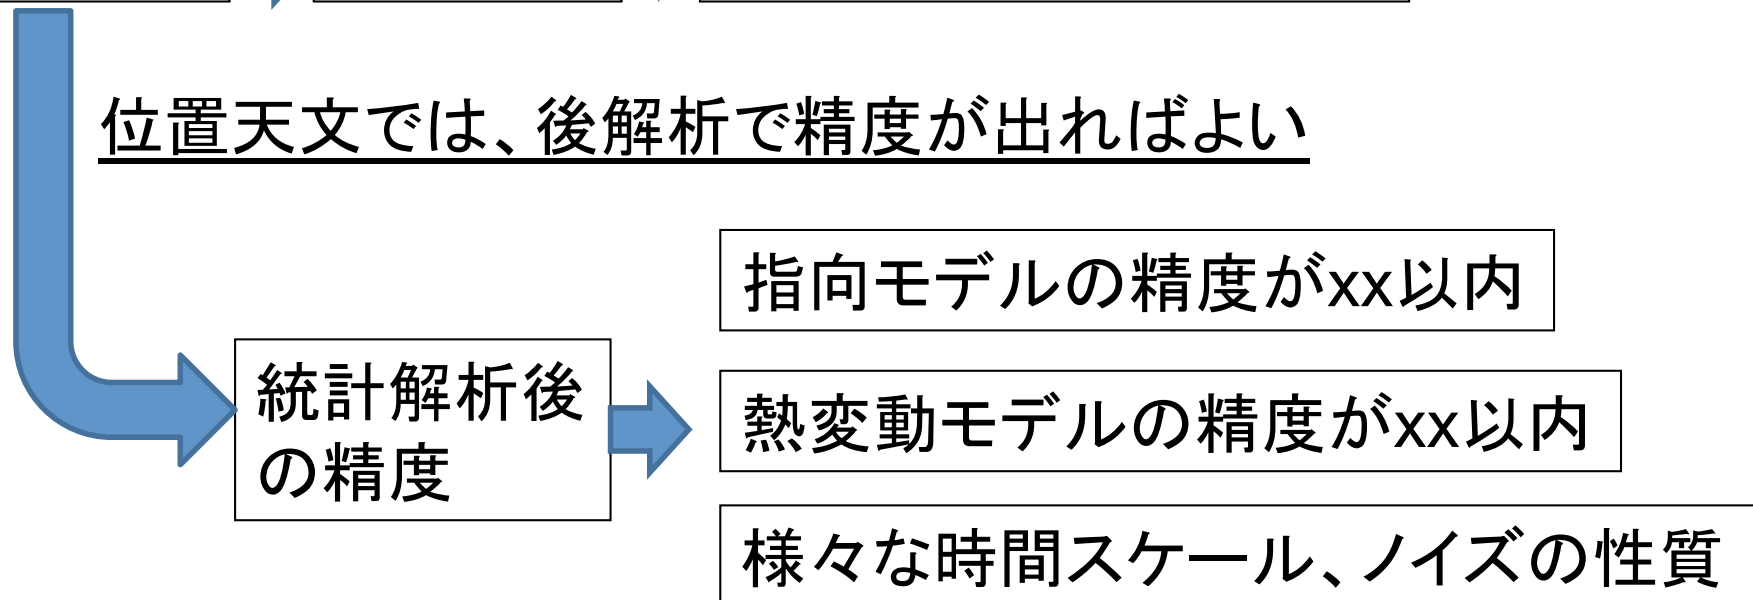 位置天文では、後解析で精度が出ればよい
指向モデルの精度がxx以内
統計解析後
の精度
熱変動モデルの精度がxx以内
様々な時間スケール、ノイズの性質